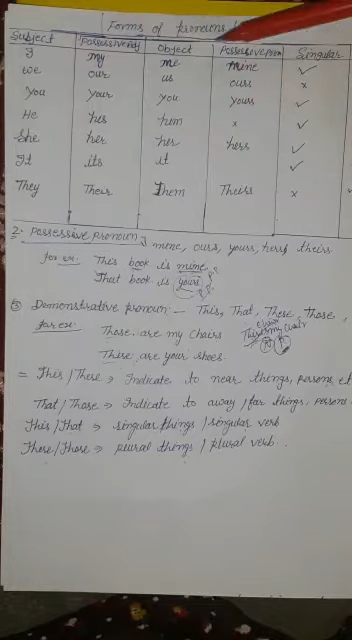 Forms of pronouns
Subject Possessive adj Object Possessive pron Singular
I my me mine ✓
We our us ours x
You your you yours ✓
He his him x ✓
She her her hers ✓
It its it ✓
They Their Them Theirs x
2. Possessive pronoun → mine, ours, yours, hers, theirs
for ex. This book is mine
That book is yours
③ Demonstrative pronoun - This, That, These, Those,
for ex: Those are my chairs
These are your shoes.
= This / These => Indicate to near things, persons et
That / Those => Indicate to away / far things, persons
This / That => singular things / singular verb
These / Those => plural things / plural verb.